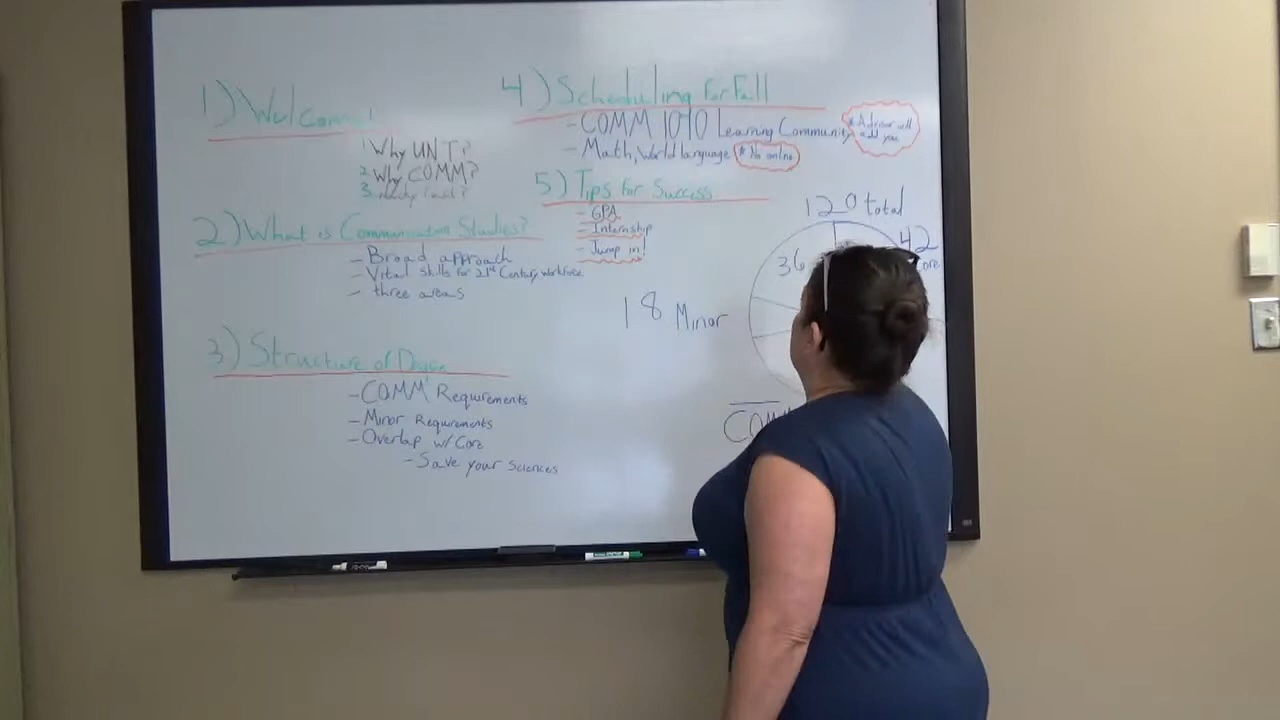 1) Welcome!
1. Why UNT?
2. Why COMM?
3.
2) What is Communication Studies?
- Broad approach
- Vital Skills for 21st Century workforce
- three areas
3) Structure of Degree
- COMM Requirements
- Minor Requirements
- Overlap w/ Core
- Save your Sciences
4) Scheduling For Fall
- COMM 1010 Learning Community
* Advisor will add you
- Math, World language * No online
5) Tips for Success
- GPA
- Internship
- Jump in!
120 total
42
core
36
18 Minor
COMM